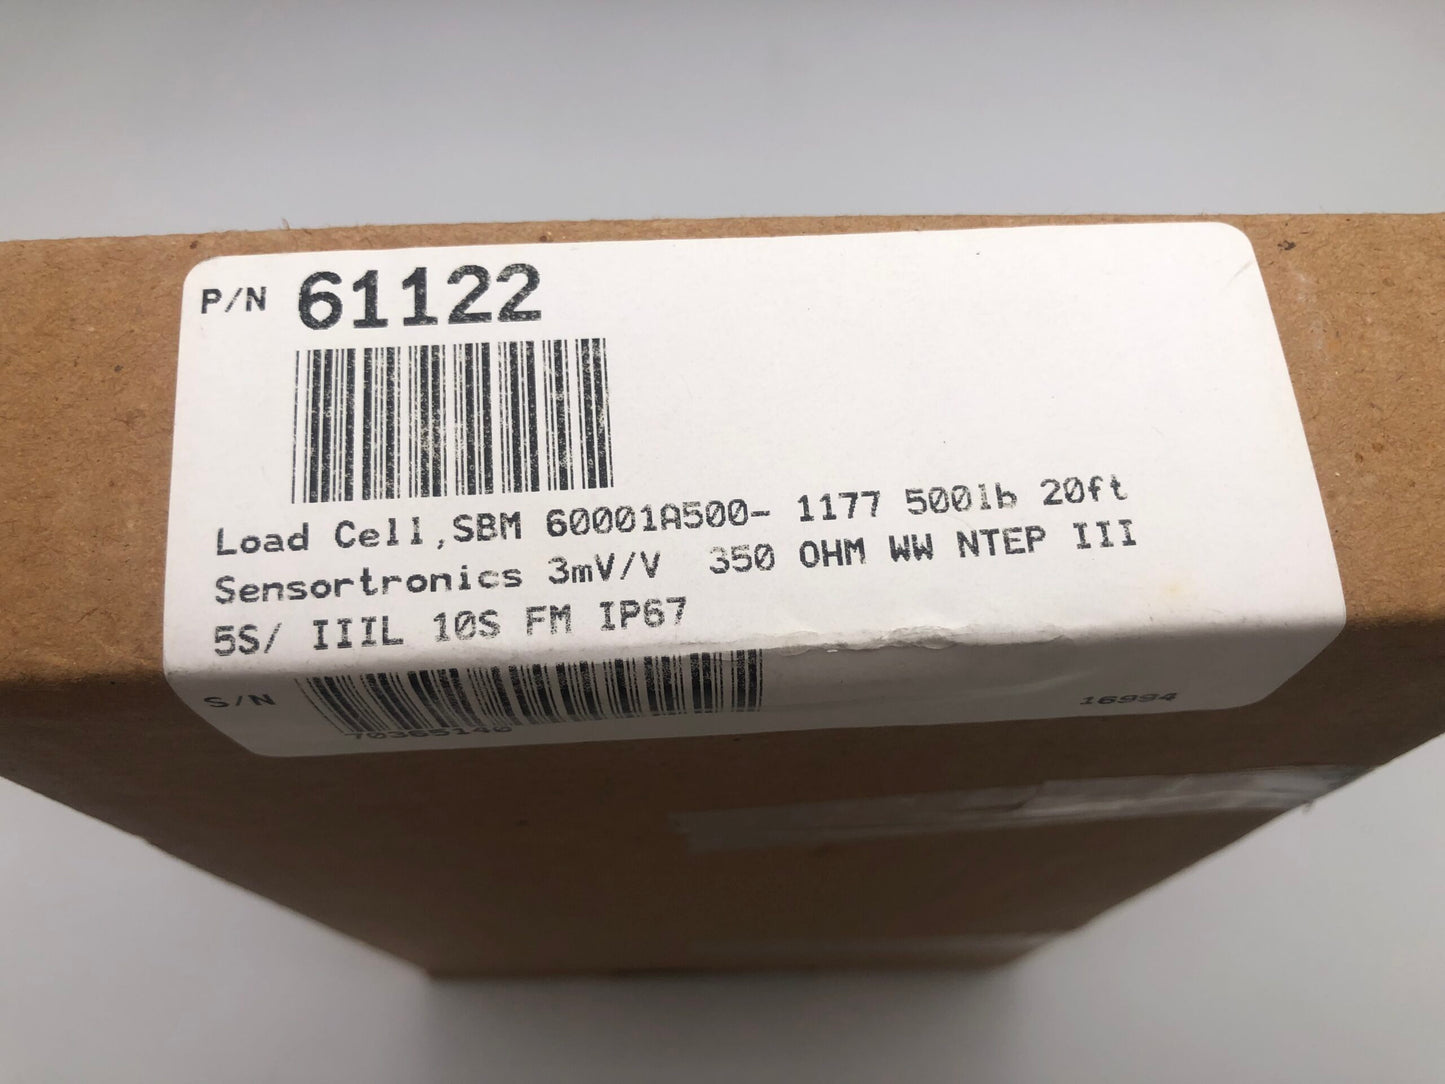 P/N 61122
Load Cell,SBM 60001A500- 1177 500lb 20ft
Sensortronics 3mV/V 350 OHM WW NTEP III
5S/ IIIL 10S FM IP67
S/N
70365140
16994